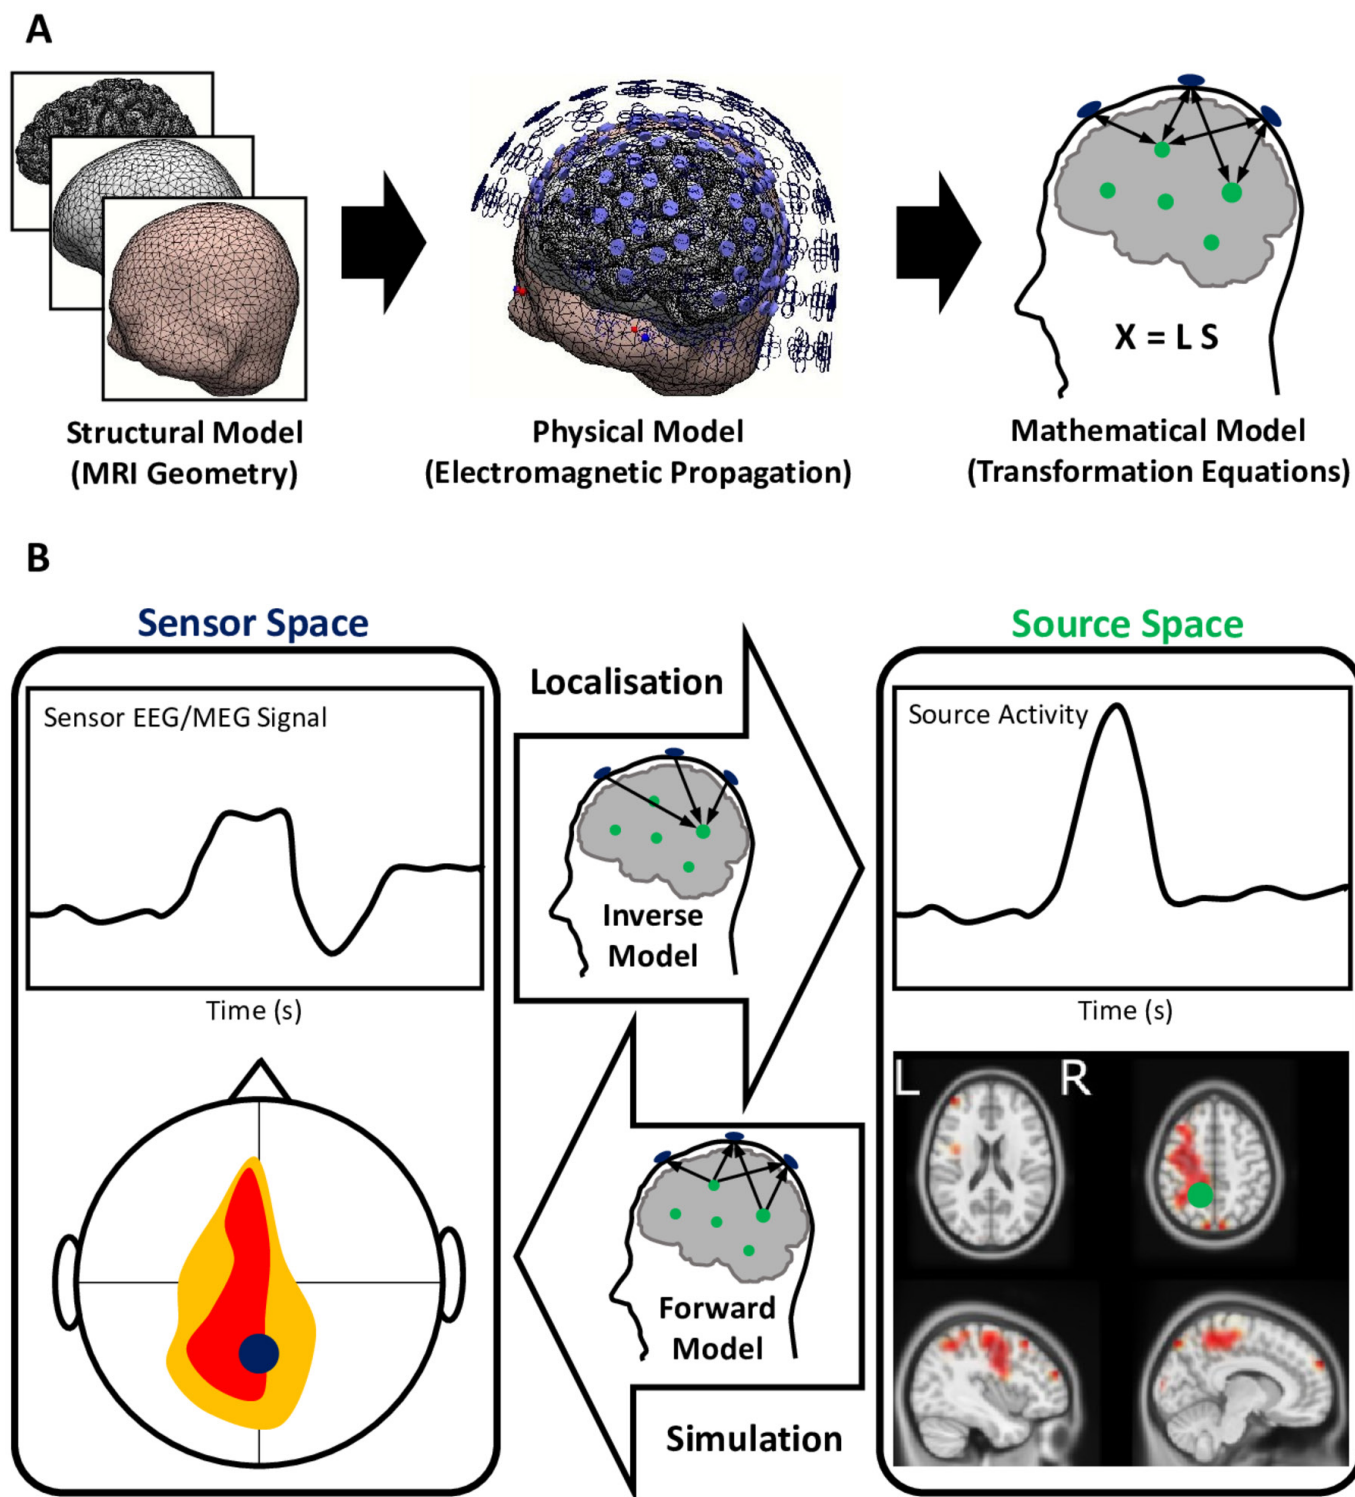 A
Structural Model
(MRI Geometry)
Physical Model
(Electromagnetic Propagation)
X = L S
Mathematical Model
(Transformation Equations)
B
Sensor Space
Sensor EEG/MEG Signal
Time (s)
Localisation
Inverse
Model
Forward
Model
Simulation
Source Space
Source Activity
Time (s)
L R